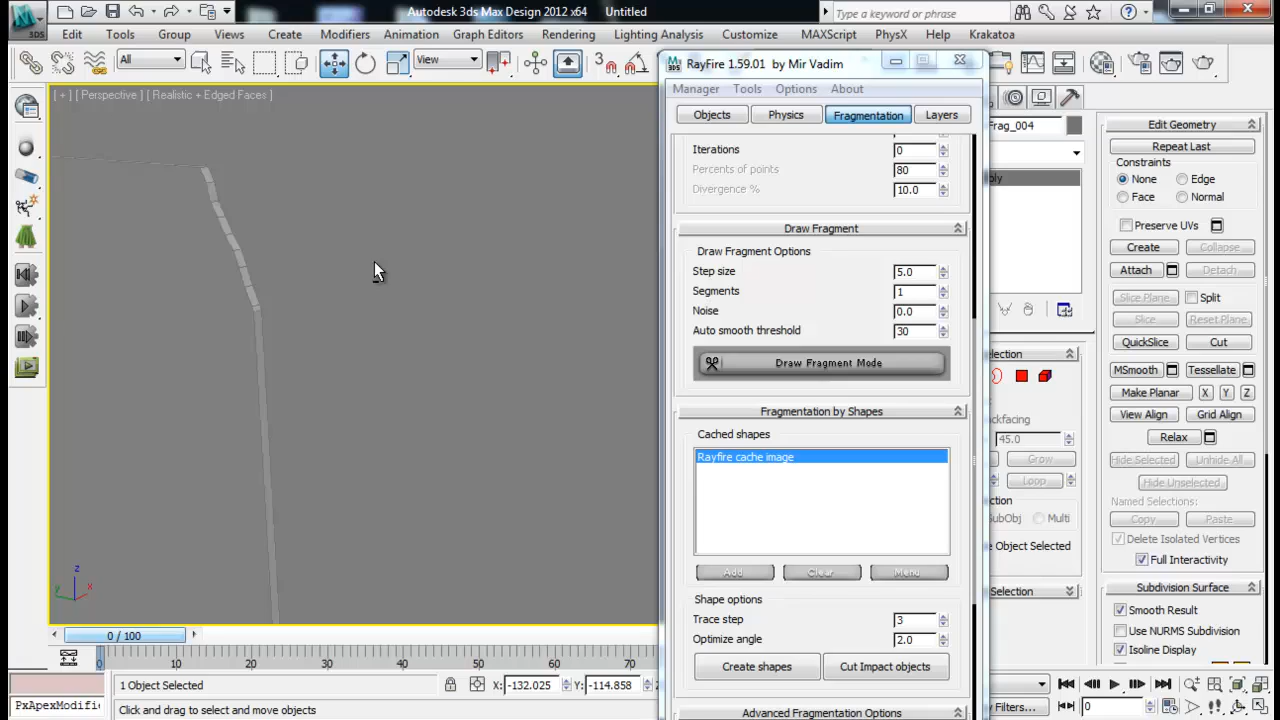 Autodesk 3ds Max Design 2012 x64 Untitled
Type a keyword or phrase
3DS
Edit Tools Group Views Create Modifiers Animation Graph Editors Rendering Lighting Analysis Customize MAXScript PhysX Help Krakatoa
All
View
3
[ + ] [ Perspective ] [ Realistic + Edged Faces ]
RayFire 1.59.01 by Mir Vadim
Manager Tools Options About
Objects Physics Fragmentation Layers
Iterations 0
Percents of points 80
Divergence % 10.0
Draw Fragment
Draw Fragment Options
Step size 5.0
Segments 1
Noise 0.0
Auto smooth threshold 30
Draw Fragment Mode
Fragmentation by Shapes
Cached shapes
Rayfire cache image
Add Clear Menu
Shape options
Trace step 3
Optimize angle 2.0
Create shapes Cut Impact objects
Advanced Fragmentation Options
Frag_004
oly
election
ckfacing
45.0
Grow
Loop
ction
SubObj Multi
e Object Selected
Selection
Edit Geometry
Repeat Last
Constraints
None Edge
Face Normal
Preserve UVs
Create Collapse
Attach Detach
Slice Plane Split
Slice Reset Plane
QuickSlice Cut
MSmooth Tessellate
Make Planar X Y Z
View Align Grid Align
Relax
Hide Selected Unhide All
Hide Unselected
Named Selections:
Copy Paste
Delete Isolated Vertices
Full Interactivity
Subdivision Surface
Smooth Result
Use NURMS Subdivision
Isoline Display
z
y x
0 / 100
0 10 20 30 40 50 60 70
1 Object Selected X: -132.025 Y: -114.858
PxApexModifi Click and drag to select and move objects
y Filters... 0